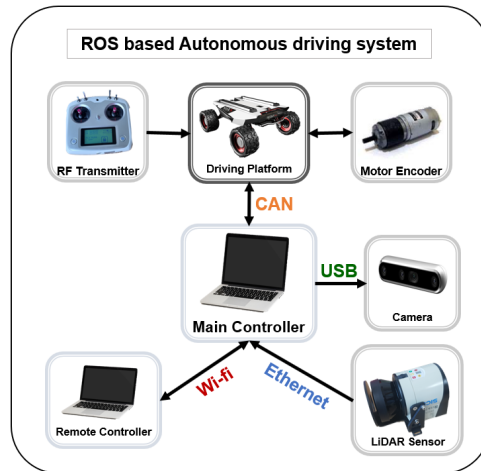 ROS based Autonomous driving system
RF Transmitter
Driving Platform
Motor Encoder
CAN
USB
Main Controller
Camera
Wi-fi
Ethernet
Remote Controller
LiDAR Sensor